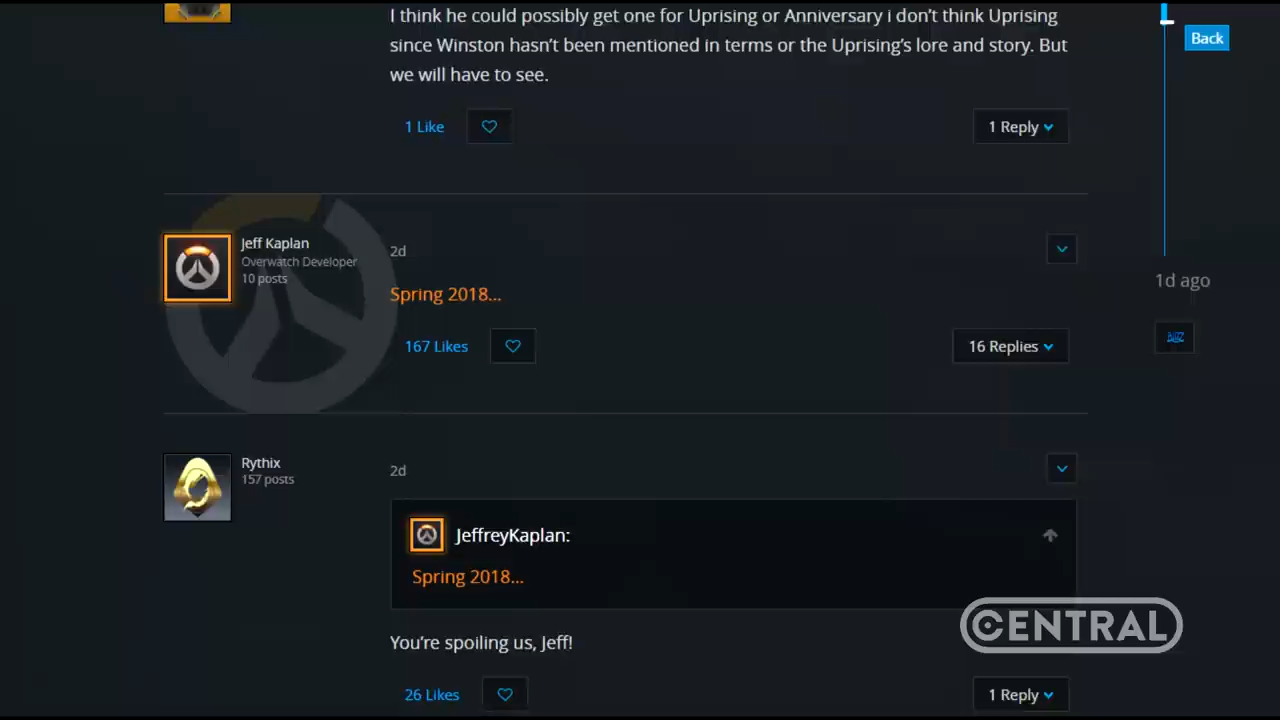 I think he could possibly get one for Uprising or Anniversary i don't think Uprising
since Winston hasn't been mentioned in terms or the Uprising's lore and story. But
we will have to see.
Back
1 Like
1 Reply
Jeff Kaplan
Overwatch Developer
10 posts
2d
Spring 2018...
1d ago
167 Likes
16 Replies
BLIZZ
Rythix
157 posts
2d
JeffreyKaplan:
Spring 2018...
CENTRAL
You're spoiling us, Jeff!
26 Likes
1 Reply